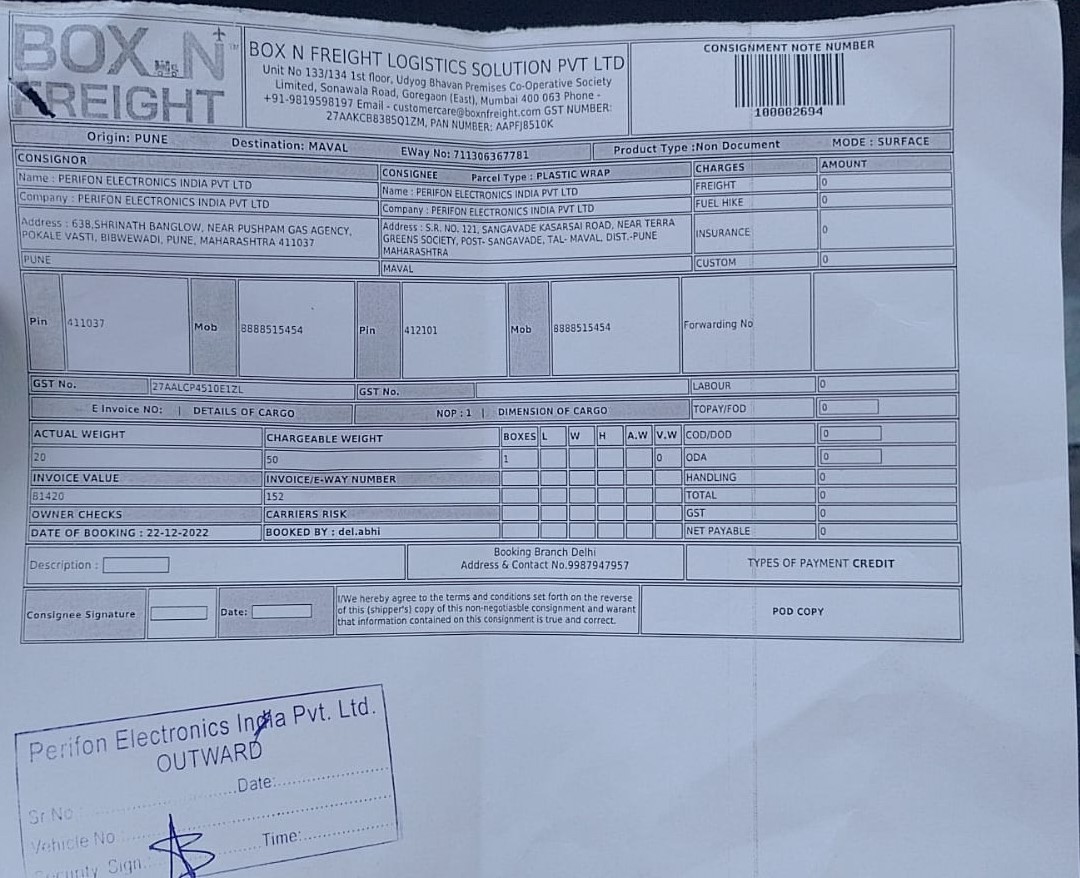 BOX N FREIGHT
BOX N FREIGHT LOGISTICS SOLUTION PVT LTD
Unit No 133/134 1st floor, Udyog Bhavan Premises Co-Operative Society
Limited, Sonawala Road, Goregaon (East), Mumbai 400 063 Phone -
+91-9819598197 Email - customercare@boxnfreight.com GST NUMBER:
27AAKCB8385Q1ZM, PAN NUMBER: AAPFJ8510K
CONSIGNMENT NOTE NUMBER
100002694
Origin: PUNE Destination: MAVAL EWay No: 711306367781 Product Type :Non Document MODE : SURFACE
CONSIGNOR CONSIGNEE Parcel Type : PLASTIC WRAP CHARGES AMOUNT
Name : PERIFON ELECTRONICS INDIA PVT LTD Name : PERIFON ELECTRONICS INDIA PVT LTD FREIGHT 0
Company : PERIFON ELECTRONICS INDIA PVT LTD Company : PERIFON ELECTRONICS INDIA PVT LTD FUEL HIKE 0
Address : 638,SHRINATH BANGLOW, NEAR PUSHPAM GAS AGENCY,
POKALE VASTI, BIBWEWADI, PUNE, MAHARASHTRA 411037
Address : S.R. NO. 121, SANGAVADE KASARSAI ROAD, NEAR TERRA
GREENS SOCIETY, POST- SANGAVADE, TAL- MAVAL, DIST.-PUNE
MAHARASHTRA
INSURANCE 0
PUNE MAVAL CUSTOM 0
Pin 411037 Mob 8888515454 Pin 412101 Mob 8888515454 Forwarding No
GST No. 27AALCP4510E1ZL GST No. LABOUR 0
E Invoice NO: | DETAILS OF CARGO NOP : 1 | DIMENSION OF CARGO TOPAY/FOD 0
ACTUAL WEIGHT CHARGEABLE WEIGHT BOXES L W H A.W V.W COD/DOD 0
20 50 1 0 ODA 0
INVOICE VALUE INVOICE/E-WAY NUMBER HANDLING 0
81420 152 TOTAL 0
OWNER CHECKS CARRIERS RISK GST 0
DATE OF BOOKING : 22-12-2022 BOOKED BY : del.abhi NET PAYABLE 0
Description :
Booking Branch Delhi
Address & Contact No.9987947957
TYPES OF PAYMENT CREDIT
Consignee Signature Date:
I/We hereby agree to the terms and conditions set forth on the reverse
of this (shipper's) copy of this non-negotiasble consignment and warant
that information contained on this consignment is true and correct.
POD COPY
Perifon Electronics India Pvt. Ltd.
OUTWARD
Sr No Date:
Vehicle No Time:
Security Sign.: